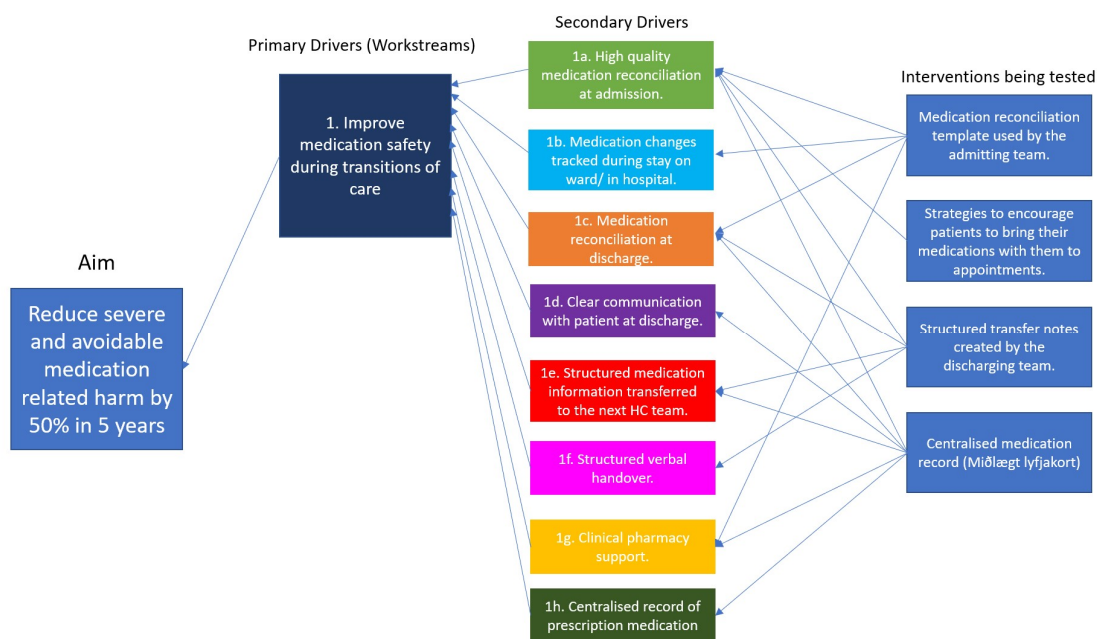 Aim
Reduce severe
and avoidable
medication
related harm by
50% in 5 years
Primary Drivers (Workstreams)
1. Improve
medication safety
during transitions of
care
Secondary Drivers
1a. High quality
medication reconciliation
at admission.
1b. Medication changes
tracked during stay on
ward/ in hospital.
1c. Medication
reconciliation at
discharge.
1d. Clear communication
with patient at discharge.
1e. Structured medication
information transferred
to the next HC team.
1f. Structured verbal
handover.
1g. Clinical pharmacy
support.
1h. Centralised record of
prescription medication
Interventions being tested
Medication reconciliation
template used by the
admitting team.
Strategies to encourage
patients to bring their
medications with them to
appointments.
Structured transfer notes
created by the
discharging team.
Centralised medication
record (Miðlægt lyfjakort)